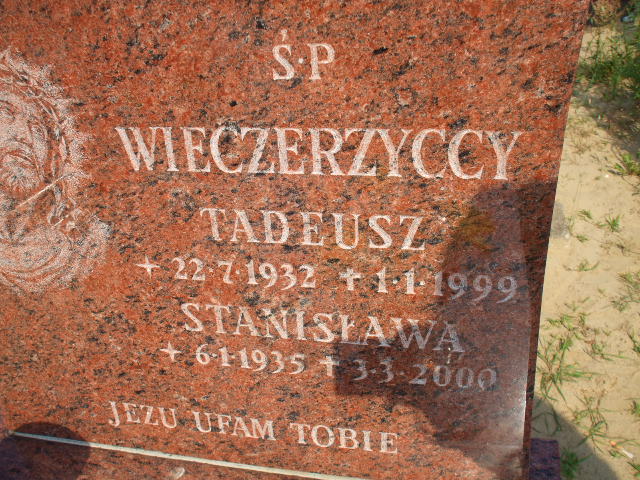 Ś·P
WIECZERZYCCY
TADEUSZ
+ 22·7·1932 ✝ 1·1·1999
STANISŁAWA
+ 6·1·1935 ✝ 3·3·2000
JEZU UFAM TOBIE